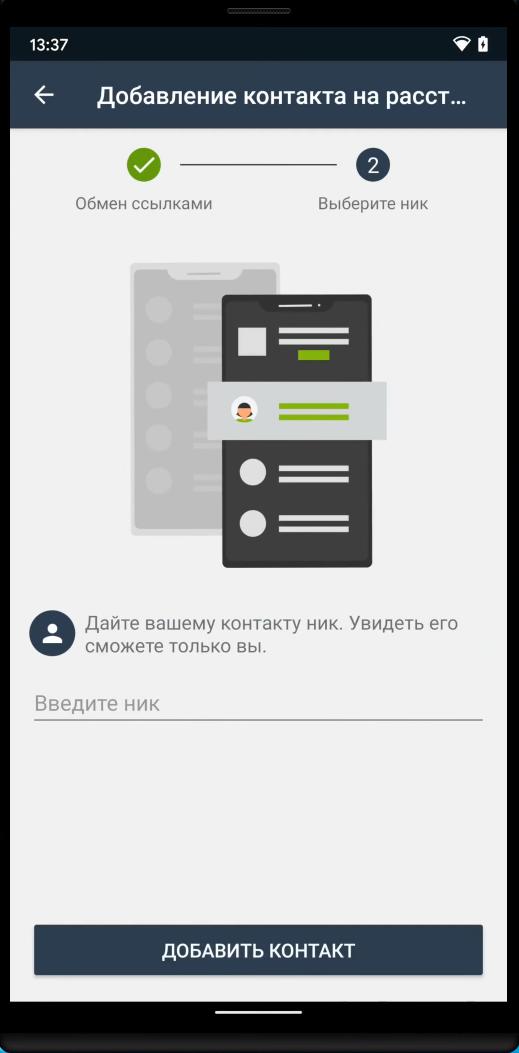 13:37
Добавление контакта на расст...
2
Обмен ссылками
Выберите ник
Дайте вашему контакту ник. Увидеть его
сможете только вы.
Введите ник
ДОБАВИТЬ КОНТАКТ